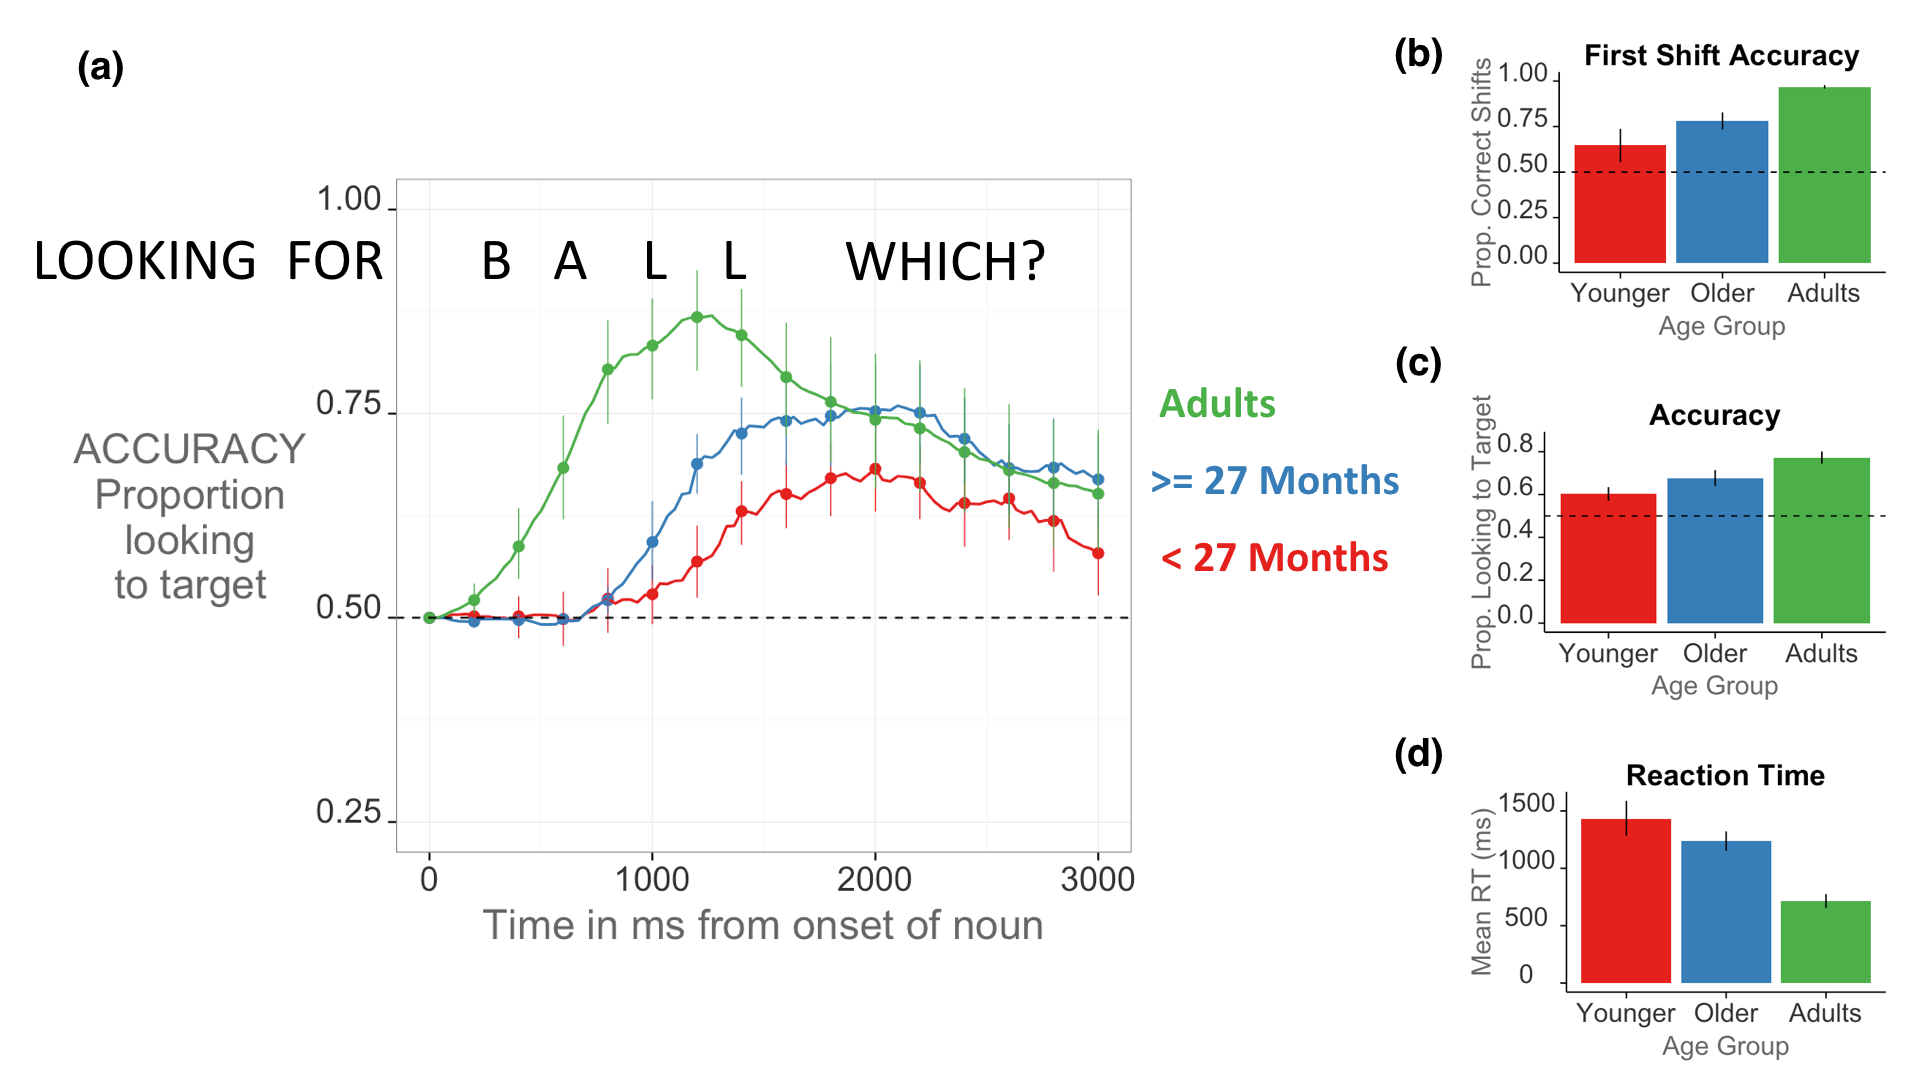 (a)
LOOKING FOR B A L L WHICH?
1.00
0.75
0.50
0.25
ACCURACY
Proportion
looking
to target
0 1000 2000 3000
Time in ms from onset of noun
Adults
>= 27 Months
< 27 Months
(b)
First Shift Accuracy
Prop. Correct Shifts
1.00
0.75
0.50
0.25
0.00
Younger Older Adults
Age Group
(c)
Accuracy
Prop. Looking to Target
0.8
0.6
0.4
0.2
0.0
Younger Older Adults
Age Group
(d)
Reaction Time
Mean RT (ms)
1500
1000
500
0
Younger Older Adults
Age Group